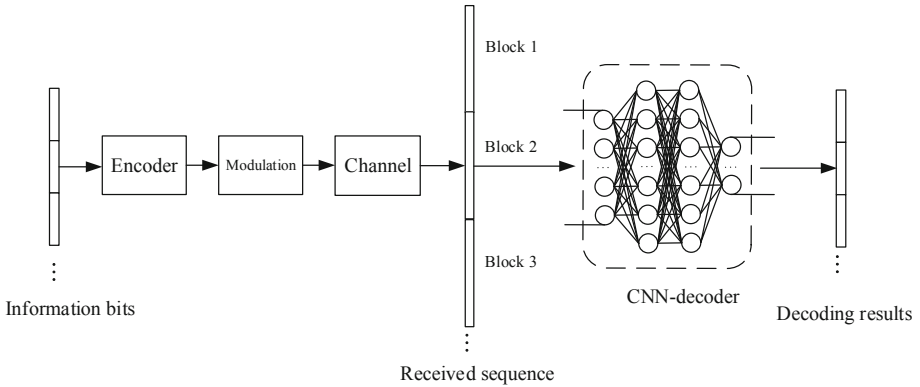 Block 1
Encoder
Modulation
Channel
Block 2
Block 3
CNN-decoder
Information bits
Decoding results
Received sequence